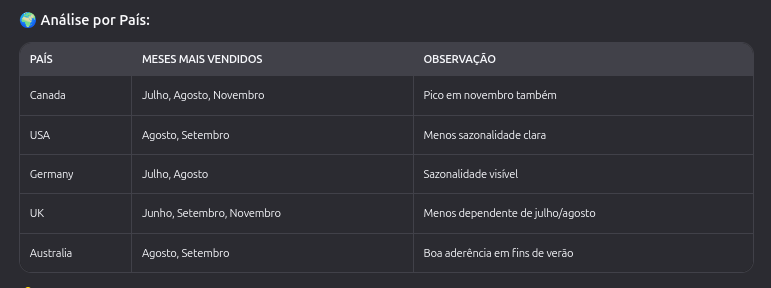 🌍 Análise por País:
PAÍS MESES MAIS VENDIDOS OBSERVAÇÃO
Canada Julho, Agosto, Novembro Pico em novembro também
USA Agosto, Setembro Menos sazonalidade clara
Germany Julho, Agosto Sazonalidade visível
UK Junho, Setembro, Novembro Menos dependente de julho/agosto
Australia Agosto, Setembro Boa aderência em fins de verão